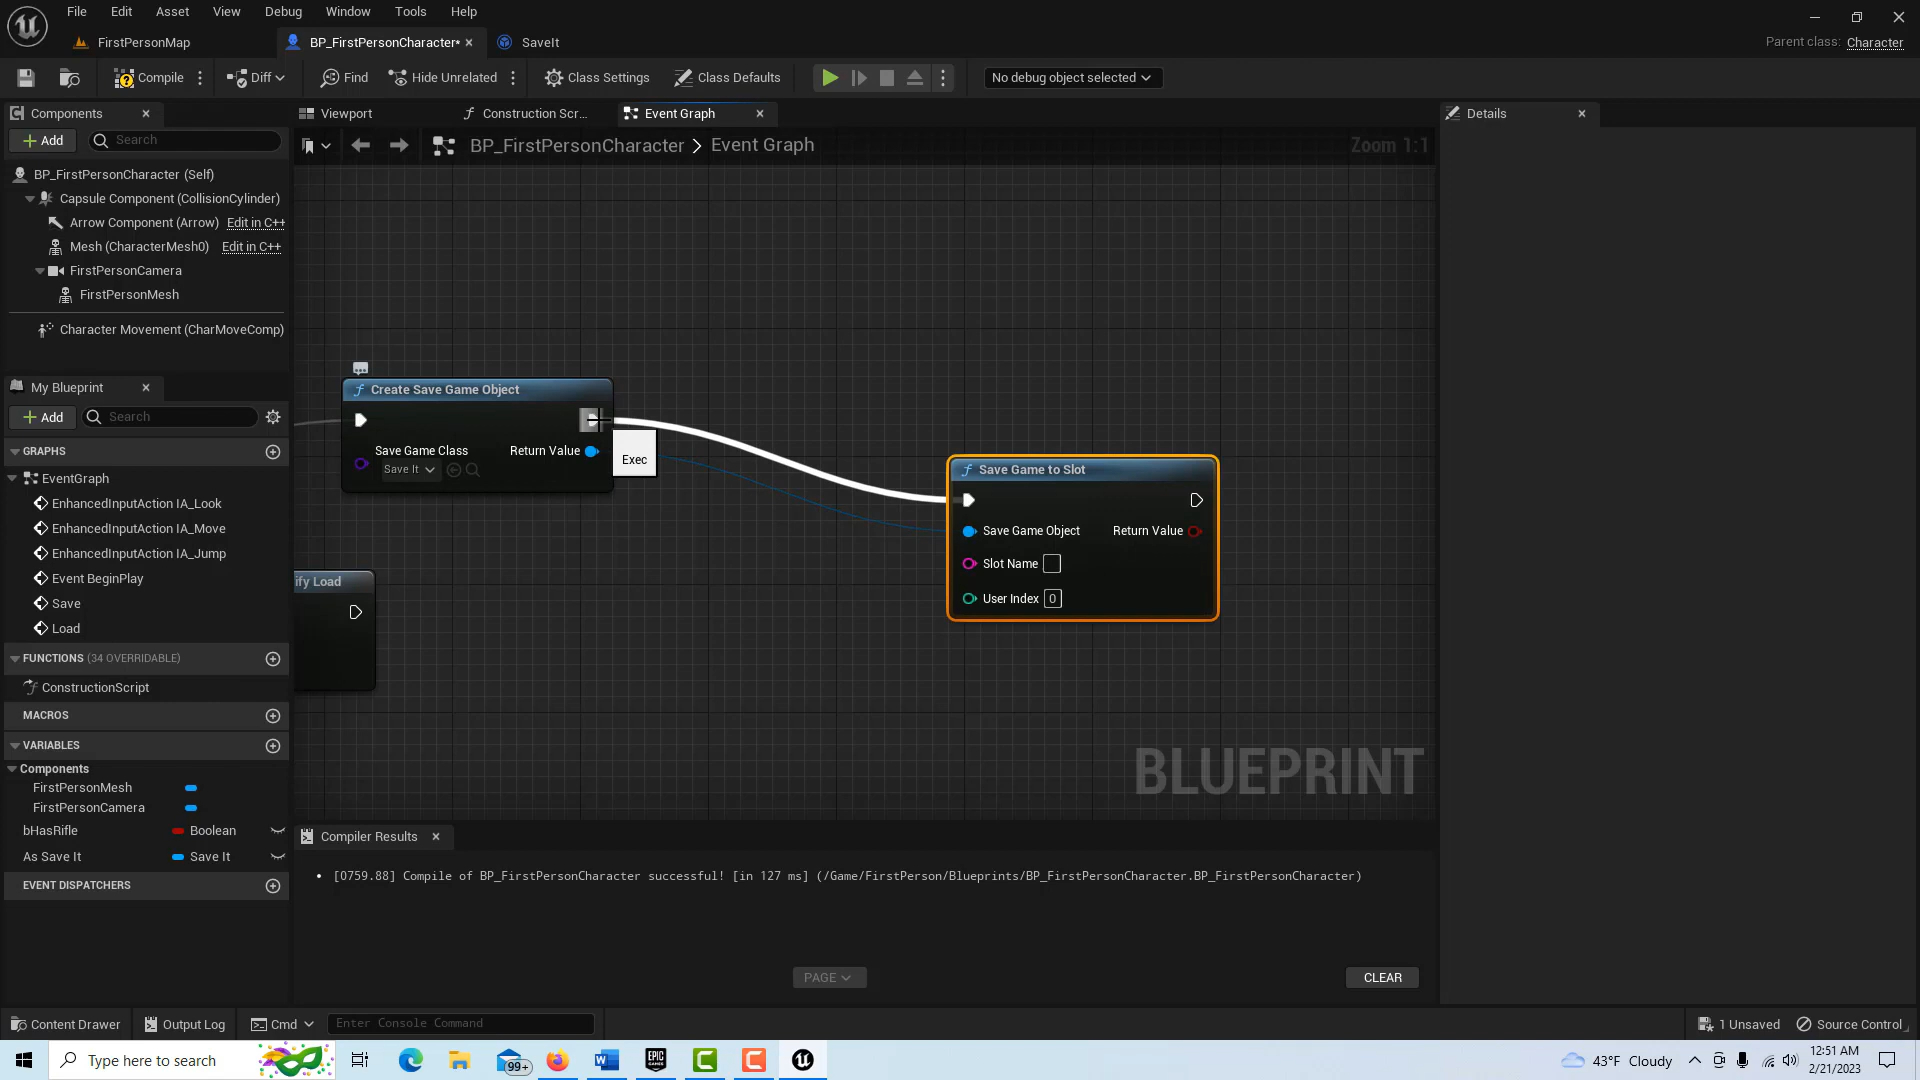 File Edit Asset View Debug Window Tools Help
FirstPersonMap BP_FirstPersonCharacter* SaveIt
Parent class: Character
Compile Diff Find Hide Unrelated Class Settings Class Defaults No debug object selected
Components Viewport Construction Scr... Event Graph Details
Add Search
BP_FirstPersonCharacter > Event Graph Zoom 1:1
BP_FirstPersonCharacter (Self)
Capsule Component (CollisionCylinder)
Arrow Component (Arrow) Edit in C++
Mesh (CharacterMesh0) Edit in C++
FirstPersonCamera
FirstPersonMesh
Character Movement (CharMoveComp)
My Blueprint
Add Search
GRAPHS
EventGraph
EnhancedInputAction IA_Look
EnhancedInputAction IA_Move
EnhancedInputAction IA_Jump
Event BeginPlay
Save
Load
FUNCTIONS (34 OVERRIDABLE)
ConstructionScript
MACROS
VARIABLES
Components
FirstPersonMesh
FirstPersonCamera
bHasRifle Boolean
As Save It Save It
EVENT DISPATCHERS
Create Save Game Object
Save Game Class Return Value
Save It
Exec
ify Load
Save Game to Slot
Save Game Object Return Value
Slot Name
User Index 0
BLUEPRINT
Compiler Results
• [0759.88] Compile of BP_FirstPersonCharacter successful! [in 127 ms] (/Game/FirstPerson/Blueprints/BP_FirstPersonCharacter.BP_FirstPersonCharacter)
PAGE CLEAR
Content Drawer Output Log Cmd Enter Console Command 1 Unsaved Source Control
Type here to search 99+ 43°F Cloudy 12:51 AM
2/21/2023